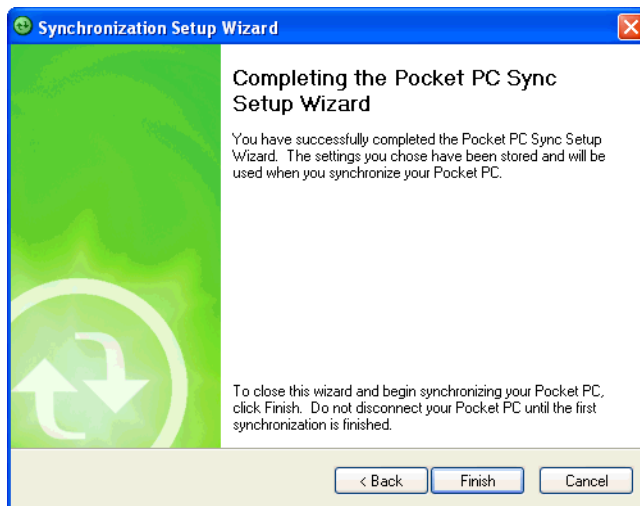 Synchronization Setup Wizard
Completing the Pocket PC Sync
Setup Wizard
You have successfully completed the Pocket PC Sync Setup
Wizard.  The settings you chose have been stored and will be
used when you synchronize your Pocket PC.
To close this wizard and begin synchronizing your Pocket PC,
click Finish.  Do not disconnect your Pocket PC until the first
synchronization is finished.
< Back
Finish
Cancel